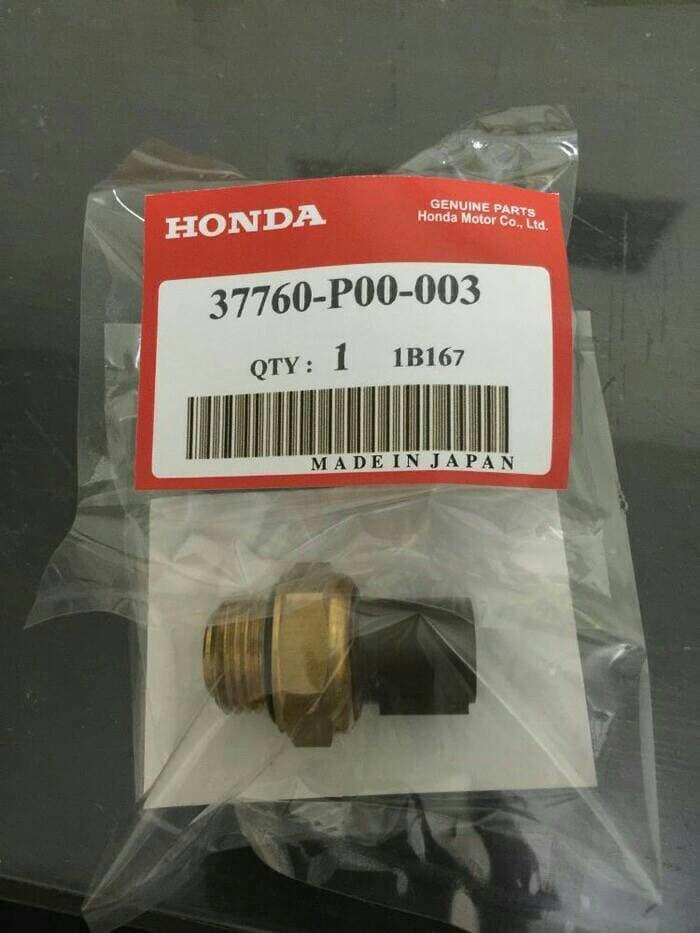 HONDA
GENUINE PARTS
Honda Motor Co., Ltd.
37760-P00-003
QTY : 1 1B167
MADE IN JAPAN